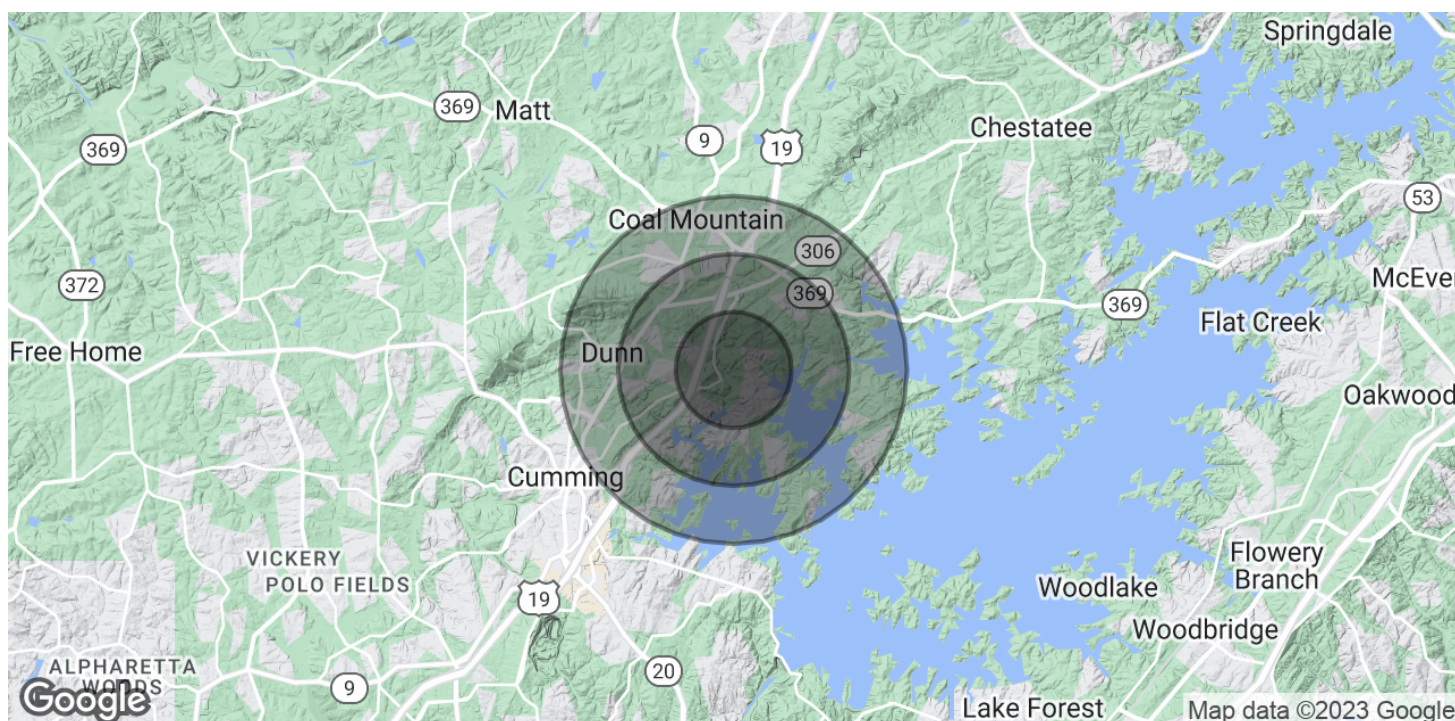 Springdale
369
Matt
Chestatee
9
19
369
53
Coal Mountain
306
McEver
372
369
369
Flat Creek
Free Home
Dunn
Oakwood
Cumming
VICKERY
POLO FIELDS
Flowery
Branch
Woodlake
19
Woodbridge
ALPHARETTA
WOODS
20
9
Google
Lake Forest
Map data ©2023 Google